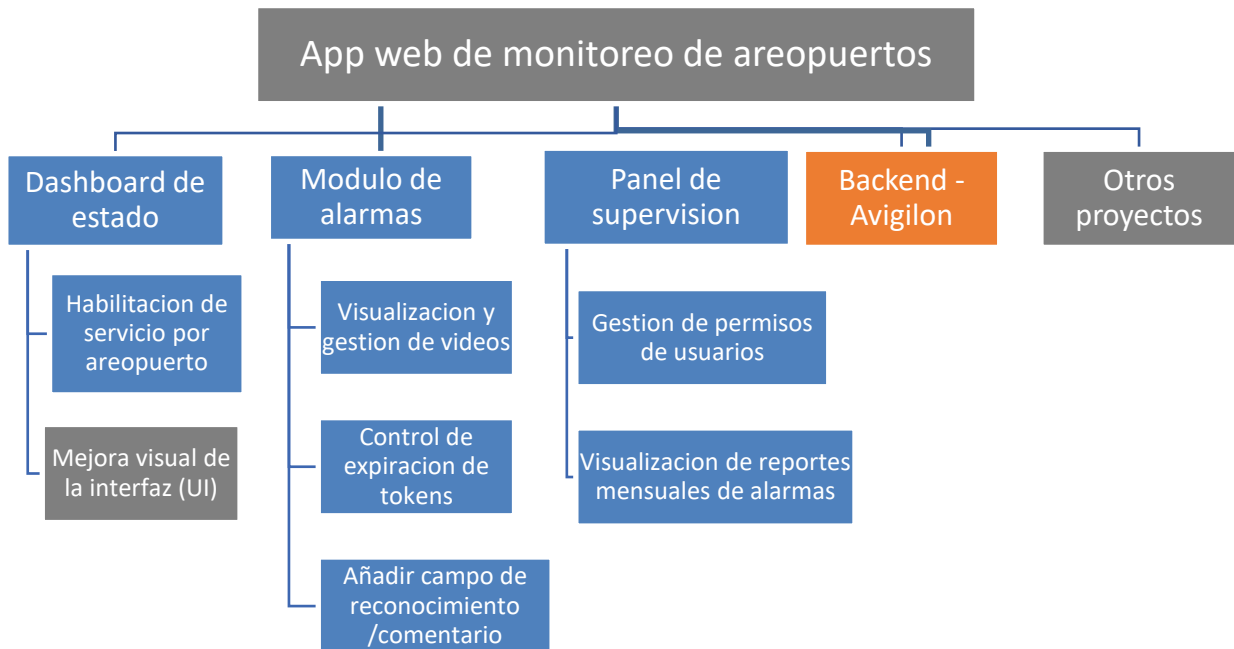 App web de monitoreo de areopuertos
Dashboard de
estado
Modulo de
alarmas
Panel de
supervision
Backend -
Avigilon
Otros
proyectos
Habilitacion de
servicio por
areopuerto
Mejora visual de
la interfaz (UI)
Visualizacion y
gestion de videos
Control de
expiracion de
tokens
Añadir campo de
reconocimiento
/comentario
Gestion de permisos
de usuarios
Visualizacion de reportes
mensuales de alarmas